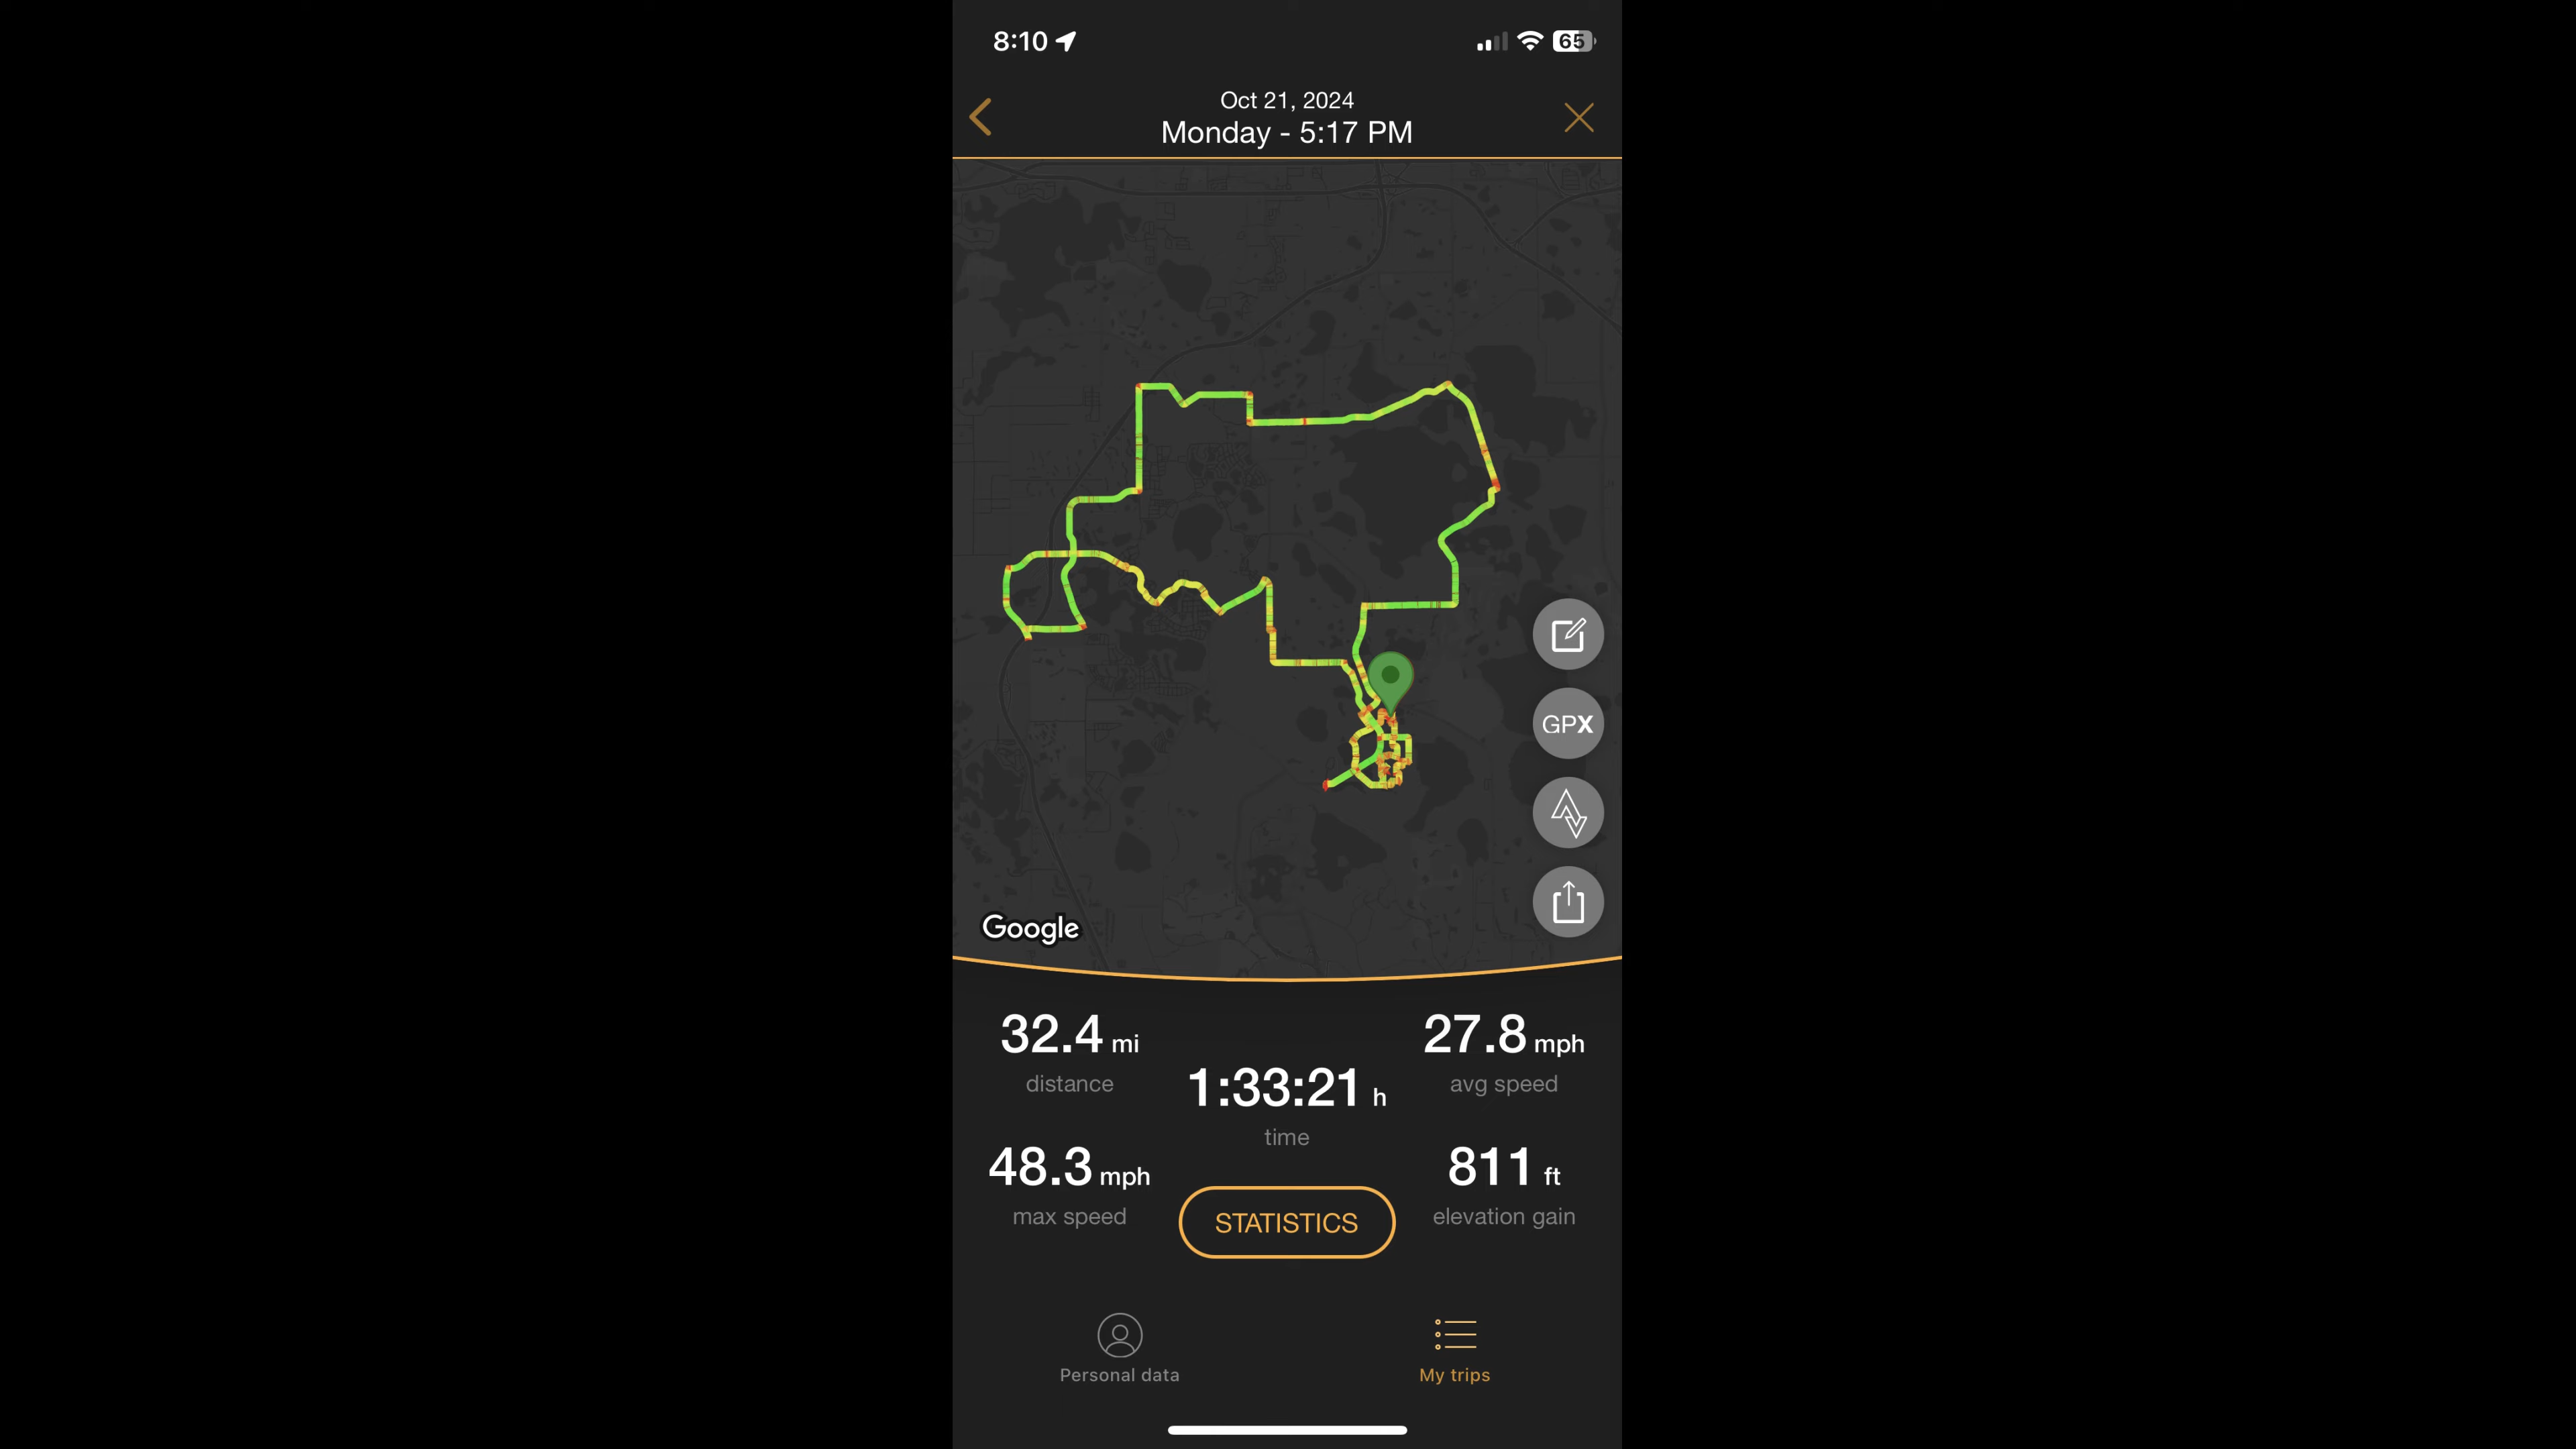 8:10
65
Oct 21, 2024
Monday - 5:17 PM
GPX
Google
32.4 mi
distance
27.8 mph
avg speed
1:33:21 h
time
48.3 mph
max speed
811 ft
elevation gain
STATISTICS
Personal data
My trips